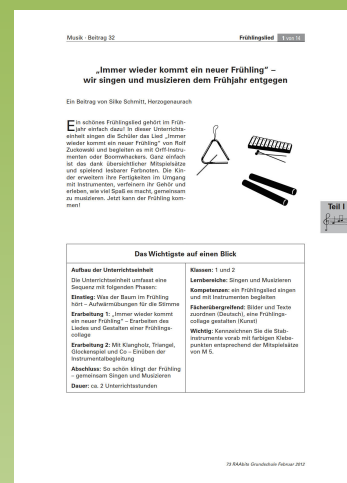 Musik · Beitrag 32
Frühlingslied
1 von 14
„Immer wieder kommt ein neuer Frühling“ –
wir singen und musizieren dem Frühjahr entgegen
Ein Beitrag von Silke Schmitt, Herzogenaurach
Ein schönes Frühlingslied gehört im Früh-
jahr einfach dazu! In dieser Unterrichts-
einheit singen die Schüler das Lied „Immer
wieder kommt ein neuer Frühling“ von Rolf
Zuckowski und begleiten es mit Orff-Instru-
menten oder Boomwhackers. Ganz einfach
ist das dank übersichtlicher Mitspielsätze
und spielend lesbarer Farbnoten. Die Kin-
der erweitern ihre Fertigkeiten im Umgang
mit Instrumenten, verfeinern ihr Gehör und
erleben, wie viel Spaß es macht, gemeinsam
zu musizieren. Jetzt kann der Frühling kom-
men!
Teil I
Das Wichtigste auf einen Blick
Aufbau der Unterrichtseinheit
Die Unterrichtseinheit umfasst eine
Sequenz mit folgenden Phasen:
Einstieg: Was der Baum im Frühling
hört – Aufwärmübungen für die Stimme
Erarbeitung 1: „Immer wieder kommt
ein neuer Frühling“ – Erarbeiten des
Liedes und Gestalten einer Frühlings-
collage
Erarbeitung 2: Mit Klangholz, Triangel,
Glockenspiel und Co – Einüben der
Instrumentalbegleitung
Abschluss: So schön klingt der Frühling
– gemeinsam Singen und Musizieren
Dauer: ca. 2 Unterrichtsstunden
Klassen: 1 und 2
Lernbereiche: Singen und Musizieren
Kompetenzen: ein Frühlingslied singen
und mit Instrumenten begleiten
Fächerübergreifend: Bilder und Texte
zuordnen (Deutsch), eine Frühlings-
collage gestalten (Kunst)
Wichtig: Kennzeichnen Sie die Stab-
instrumente vorab mit farbigen Klebe-
punkten entsprechend der Mitspielsätze
von M 5.
73 RAAbits Grundschule Februar 2012